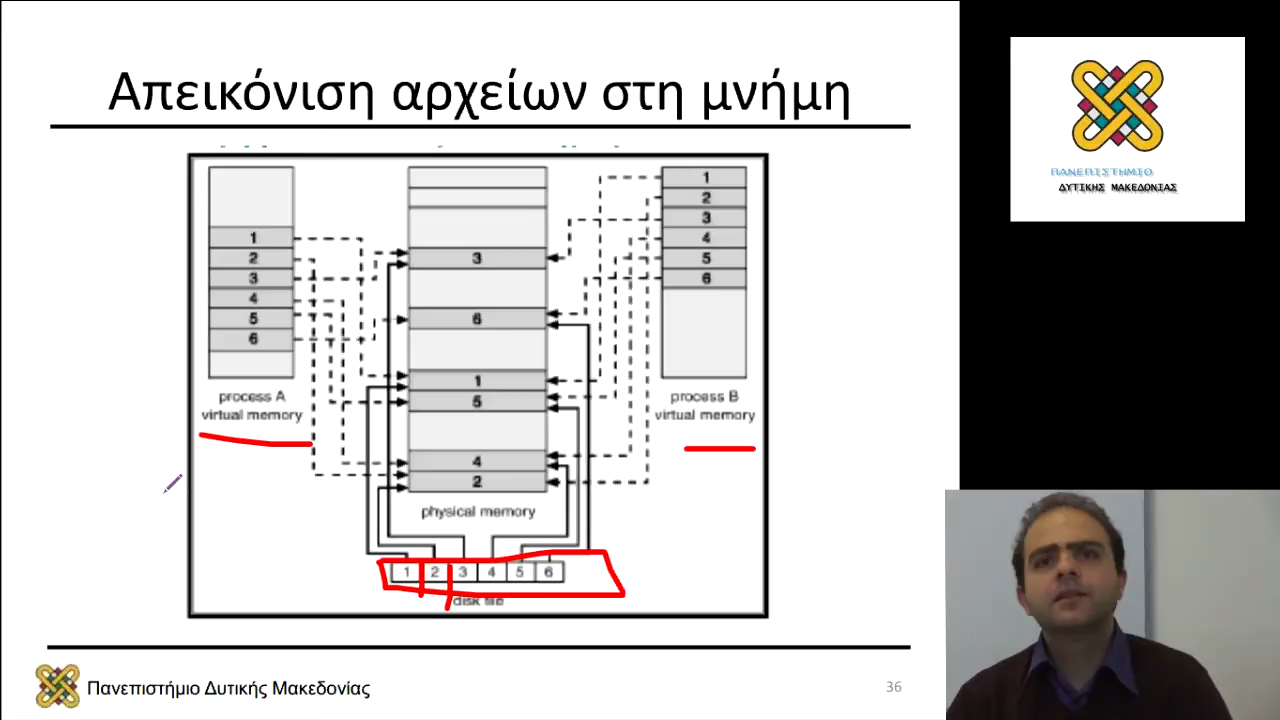 Απεικόνιση αρχείων στη μνήμη
1
2
3
4
5
6
process A
virtual memory
3
6
1
5
4
2
physical memory
1
2
3
4
5
6
process B
virtual memory
1 2 3 4 5 6
disk file
Πανεπιστήμιο Δυτικής Μακεδονίας
36
ΠΑΝΕΠΙΣΤΗΜΙΟ
ΔΥΤΙΚΗΣ ΜΑΚΕΔΟΝΙΑΣ